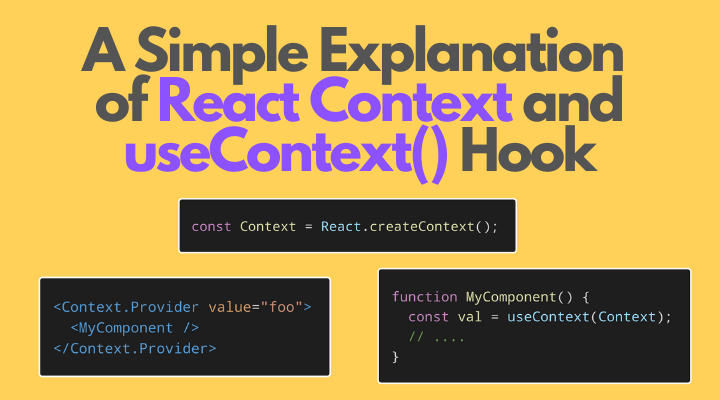 A Simple Explanation
of React Context and
useContext() Hook
const Context = React.createContext();
<Context.Provider value="foo">
  <MyComponent />
</Context.Provider>
function MyComponent() {
  const val = useContext(Context);
  // ....
}